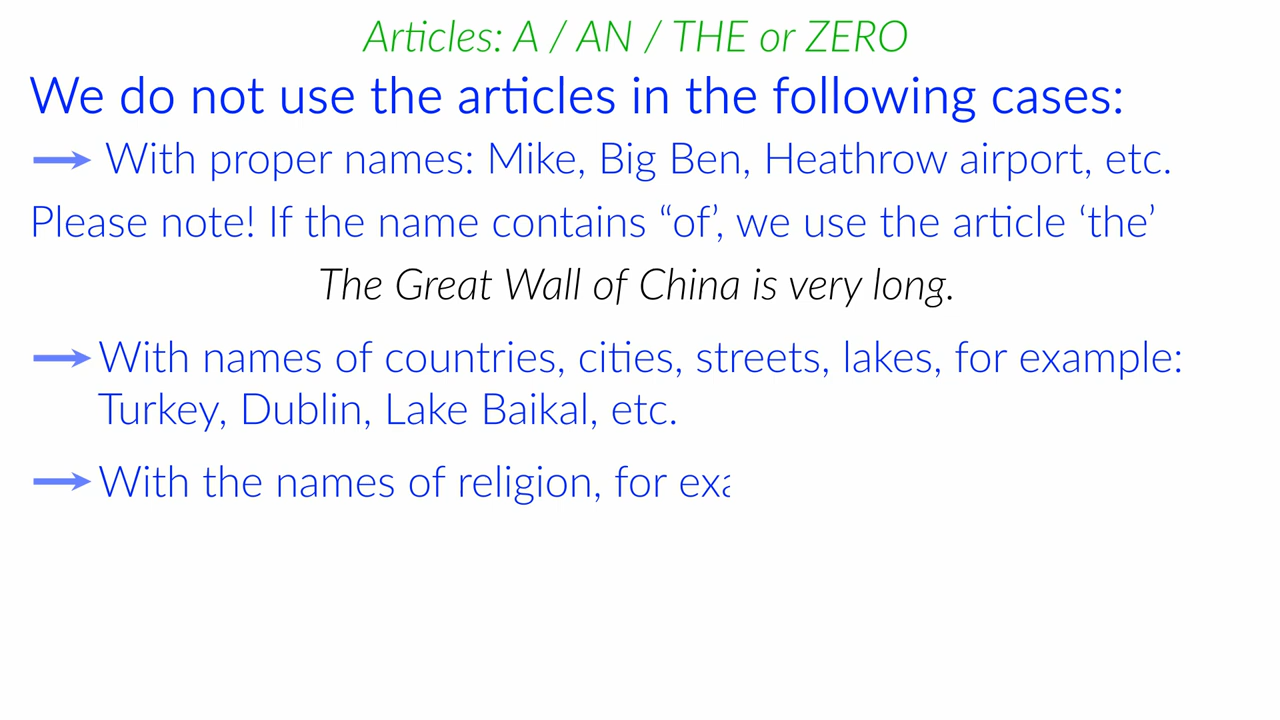 Articles: A / AN / THE or ZERO
We do not use the articles in the following cases:
With proper names: Mike, Big Ben, Heathrow airport, etc.
Please note! If the name contains “of’, we use the article ‘the’
The Great Wall of China is very long.
With names of countries, cities, streets, lakes, for example:
Turkey, Dublin, Lake Baikal, etc.
With the names of religion, for exa